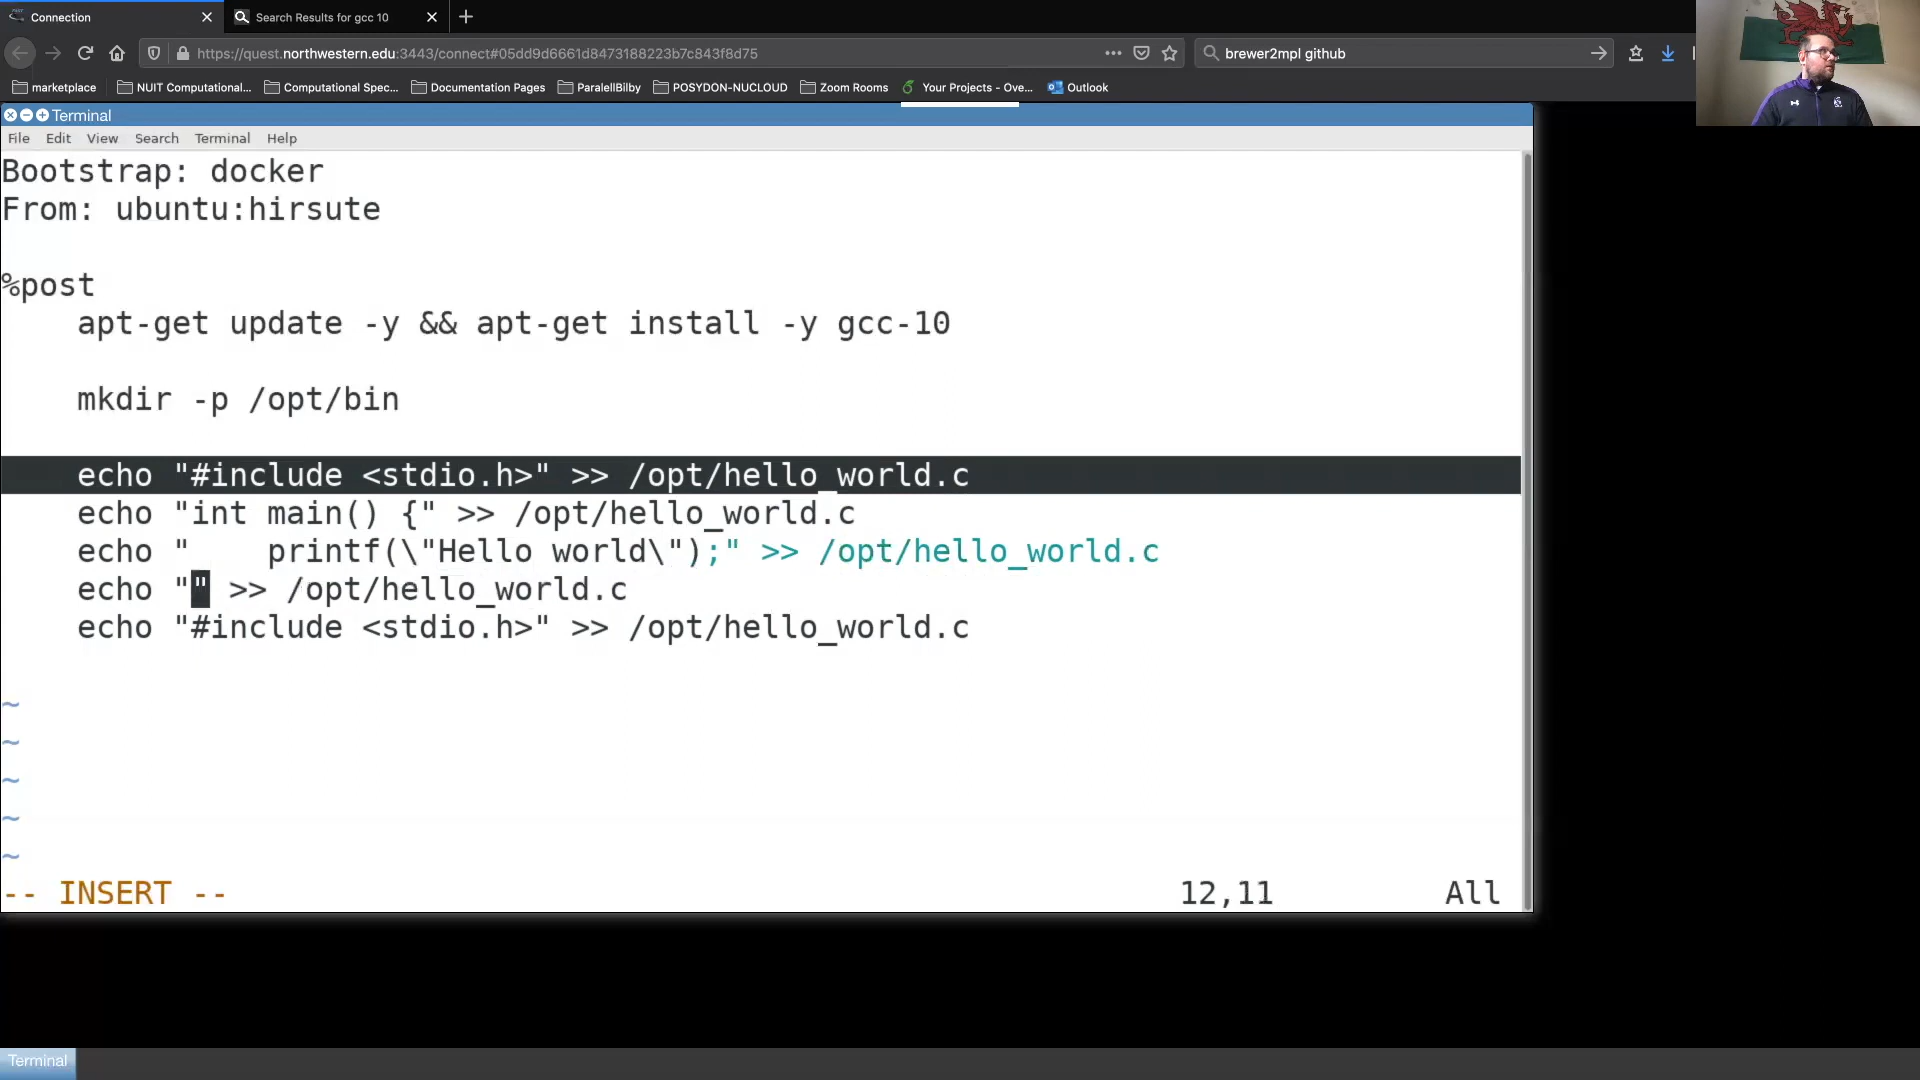 Connection
Search Results for gcc 10
https://quest.northwestern.edu:3443/connect#05dd9d6661d8473188223b7c843f8d75
brewer2mpl github
marketplace
NUIT Computational...
Computational Spec...
Documentation Pages
ParalellBilby
POSYDON-NUCLOUD
Zoom Rooms
Your Projects - Ove...
Outlook
Terminal
File Edit View Search Terminal Help
Bootstrap: docker
From: ubuntu:hirsute
%post
    apt-get update -y && apt-get install -y gcc-10
    mkdir -p /opt/bin
    echo "#include <stdio.h>" >> /opt/hello_world.c
    echo "int main() {" >> /opt/hello_world.c
    echo "    printf(\"Hello world\");" >> /opt/hello_world.c
    echo "" >> /opt/hello_world.c
    echo "#include <stdio.h>" >> /opt/hello_world.c
~
~
~
~
~
-- INSERT -- 12,11 All
Terminal